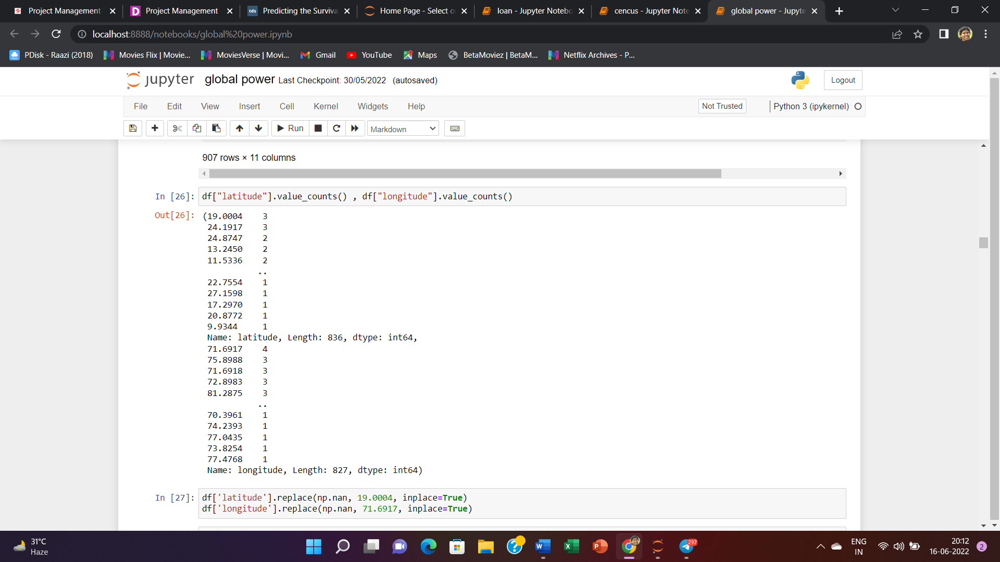 Project Management
Project Management
tds Predicting the Surviva
Home Page - Select o
loan - Jupyter Notebo
cencus - Jupyter Note
global power - Jupyte
localhost:8888/notebooks/global%20power.ipynb
PDisk - Raazi (2018)
Movies Flix | Movie...
MoviesVerse | Movi...
Gmail
YouTube
Maps
BetaMoviez | BetaM...
Netflix Archives - P...
jupyter global power Last Checkpoint: 30/05/2022 (autosaved)
Logout
File Edit View Insert Cell Kernel Widgets Help
Not Trusted
Python 3 (ipykernel)
Run
Markdown
907 rows × 11 columns
In [26]: df["latitude"].value_counts() , df["longitude"].value_counts()
Out[26]: (19.0004 3
24.1917 3
24.8747 2
13.2450 2
11.5336 2
..
22.7554 1
27.1598 1
17.2970 1
20.8772 1
9.9344 1
Name: latitude, Length: 836, dtype: int64,
71.6917 4
75.8988 3
71.6918 3
72.8983 3
81.2875 3
..
70.3961 1
74.2393 1
77.0435 1
73.8254 1
77.4768 1
Name: longitude, Length: 827, dtype: int64)
In [27]: df['latitude'].replace(np.nan, 19.0004, inplace=True)
df['longitude'].replace(np.nan, 71.6917, inplace=True)
31°C
Haze
297
ENG
IN
20:12
16-06-2022
2